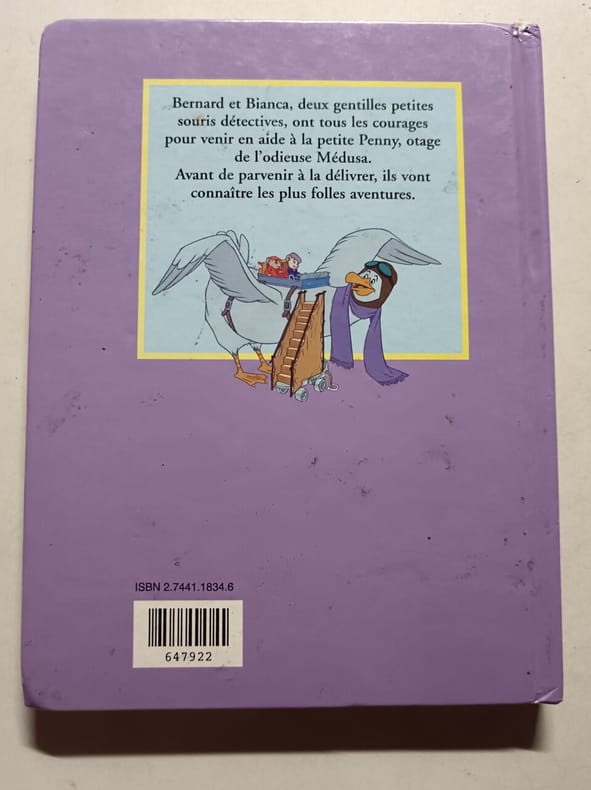 Bernard et Bianca, deux gentilles petites
souris détectives, ont tous les courages
pour venir en aide à la petite Penny, otage
de l'odieuse Médusa.
Avant de parvenir à la délivrer, ils vont
connaître les plus folles aventures.
ISBN 2.7441.1834.6
647922